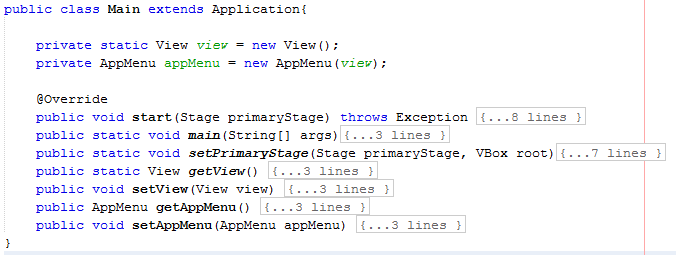 public class Main extends Application{
private static View view = new View();
private AppMenu appMenu = new AppMenu(view);
@Override
public void start(Stage primaryStage) throws Exception {...8 lines }
public static void main(String[] args){...3 lines }
public static void setPrimaryStage(Stage primaryStage, VBox root){...7 lines }
public static View getView() {...3 lines }
public void setView(View view) {...3 lines }
public AppMenu getAppMenu() {...3 lines }
public void setAppMenu(AppMenu appMenu) {...3 lines }
}